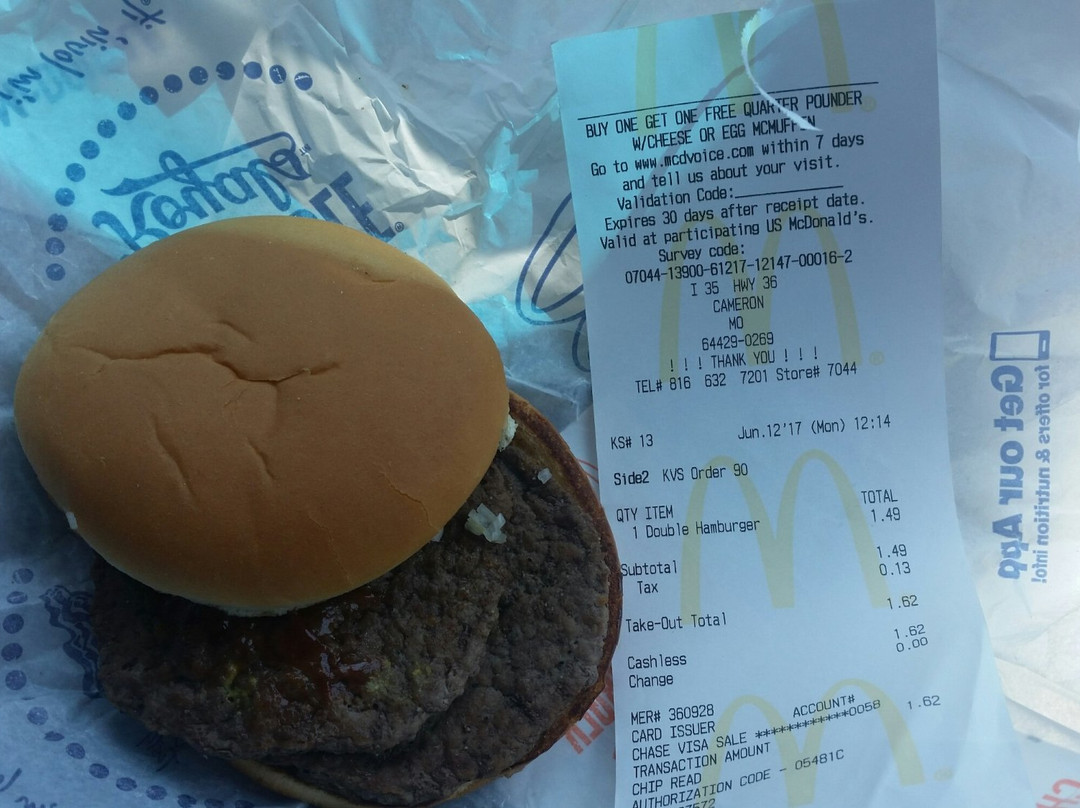 BUY ONE GET ONE FREE QUARTER POUNDER
W/CHEESE OR EGG MCMUFFIN
Go to www.mcdvoice.com within 7 days
and tell us about your visit.
Validation Code:
Expires 30 days after receipt date.
Valid at participating US McDonald's.
Survey code:
07044-13900-61217-12147-00016-2
I 35 HWY 36
CAMERON
MO
64429-0269
! ! ! THANK YOU ! ! !
TEL# 816 632 7201 Store# 7044
KS# 13 Jun.12'17 (Mon) 12:14
Side2 KVS Order 90
QTY ITEM TOTAL
1 Double Hamburger 1.49
Subtotal 1.49
Tax 0.13
Take-Out Total 1.62
Cashless 1.62
Change 0.00
MER# 360928
CARD ISSUER ACCOUNT#
CHASE VISA SALE ************0058
TRANSACTION AMOUNT 1.62
CHIP READ
AUTHORIZATION CODE - 05481C
Get our App
for offers & nutrition info!